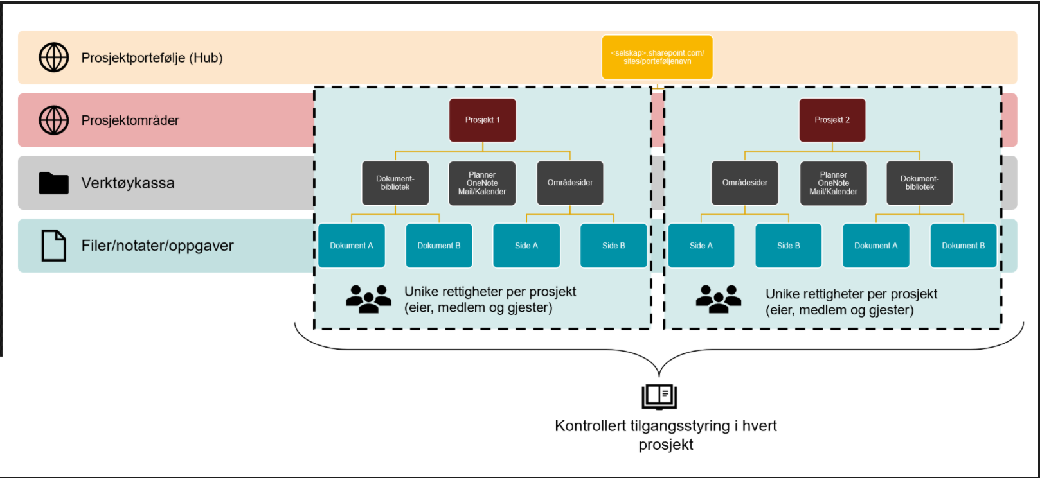 Prosjektportefølje (Hub)
<selskap>.sharepoint.com/
sites/porteføljenavn
Prosjektområder
Prosjekt 1
Prosjekt 2
Verktøykassa
Dokument-
bibliotek
Planner
OneNote
Mail/Kalender
Områdesider
Områdesider
Planner
OneNote
Mail/Kalender
Dokument-
bibliotek
Filer/notater/oppgaver
Dokument A
Dokument B
Side A
Side B
Side A
Side B
Dokument A
Dokument B
Unike rettigheter per prosjekt
(eier, medlem og gjester)
Unike rettigheter per prosjekt
(eier, medlem og gjester)
Kontrollert tilgangsstyring i hvert
prosjekt